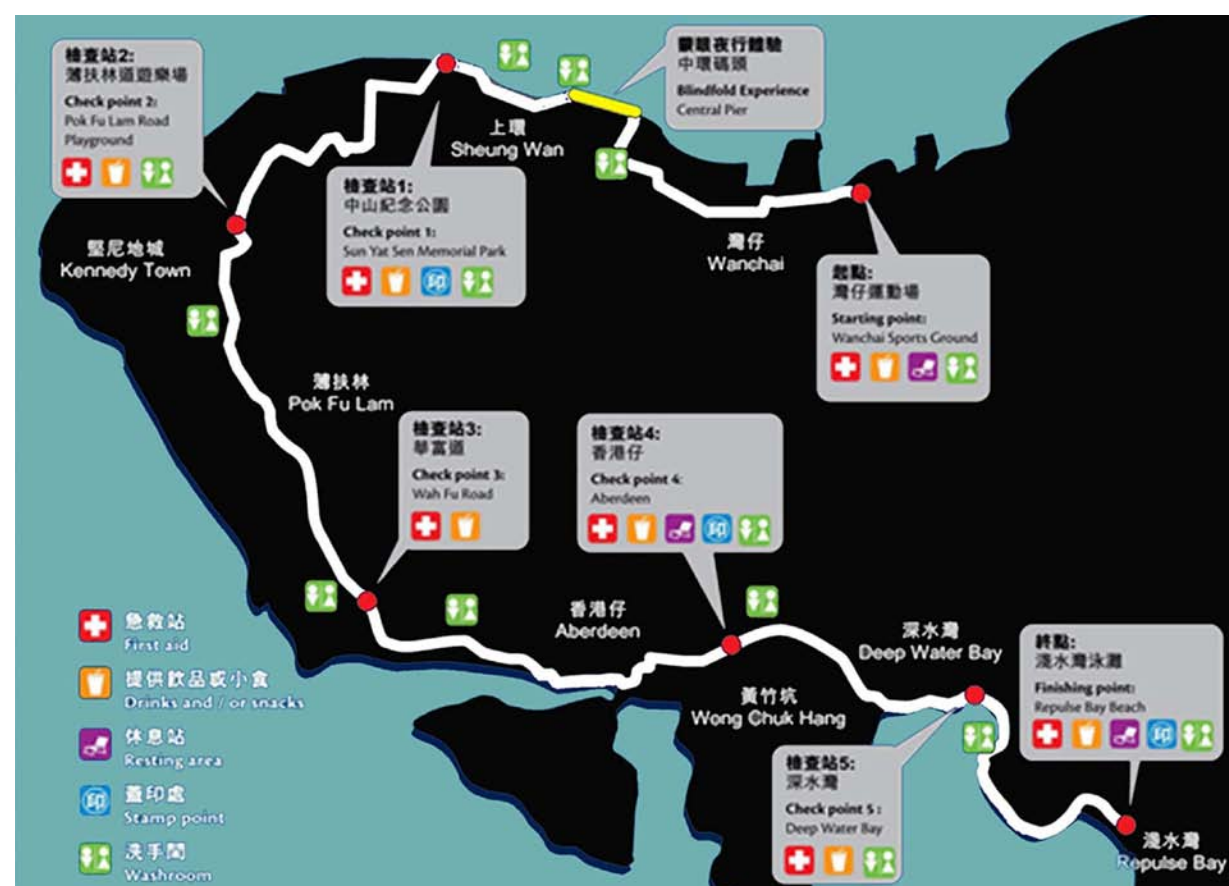 檢查站2:
薄扶林道遊樂場
Check point 2:
Pok Fu Lam Road
Playground
矇眼夜行體驗
中環碼頭
Blindfold Experience
Central Pier
上環
Sheung Wan
檢查站1:
中山紀念公園
Check point 1:
Sun Yat Sen Memorial Park
印
灣仔
Wanchai
堅尼地城
Kennedy Town
起點:
灣仔運動場
Starting point:
Wanchai Sports Ground
薄扶林
Pok Fu Lam
檢查站3:
華富道
Check point 3:
Wah Fu Road
檢查站4:
香港仔
Check point 4:
Aberdeen
印
香港仔
Aberdeen
深水灣
Deep Water Bay
黃竹坑
Wong Chuk Hang
終點:
淺水灣泳灘
Finishing point:
Repulse Bay Beach
印
檢查站5:
深水灣
Check point 5 :
Deep Water Bay
淺水灣
Repulse Bay
急救站
First aid
提供飲品或小食
Drinks and / or snacks
休息站
Resting area
印
蓋印處
Stamp point
洗手間
Washroom